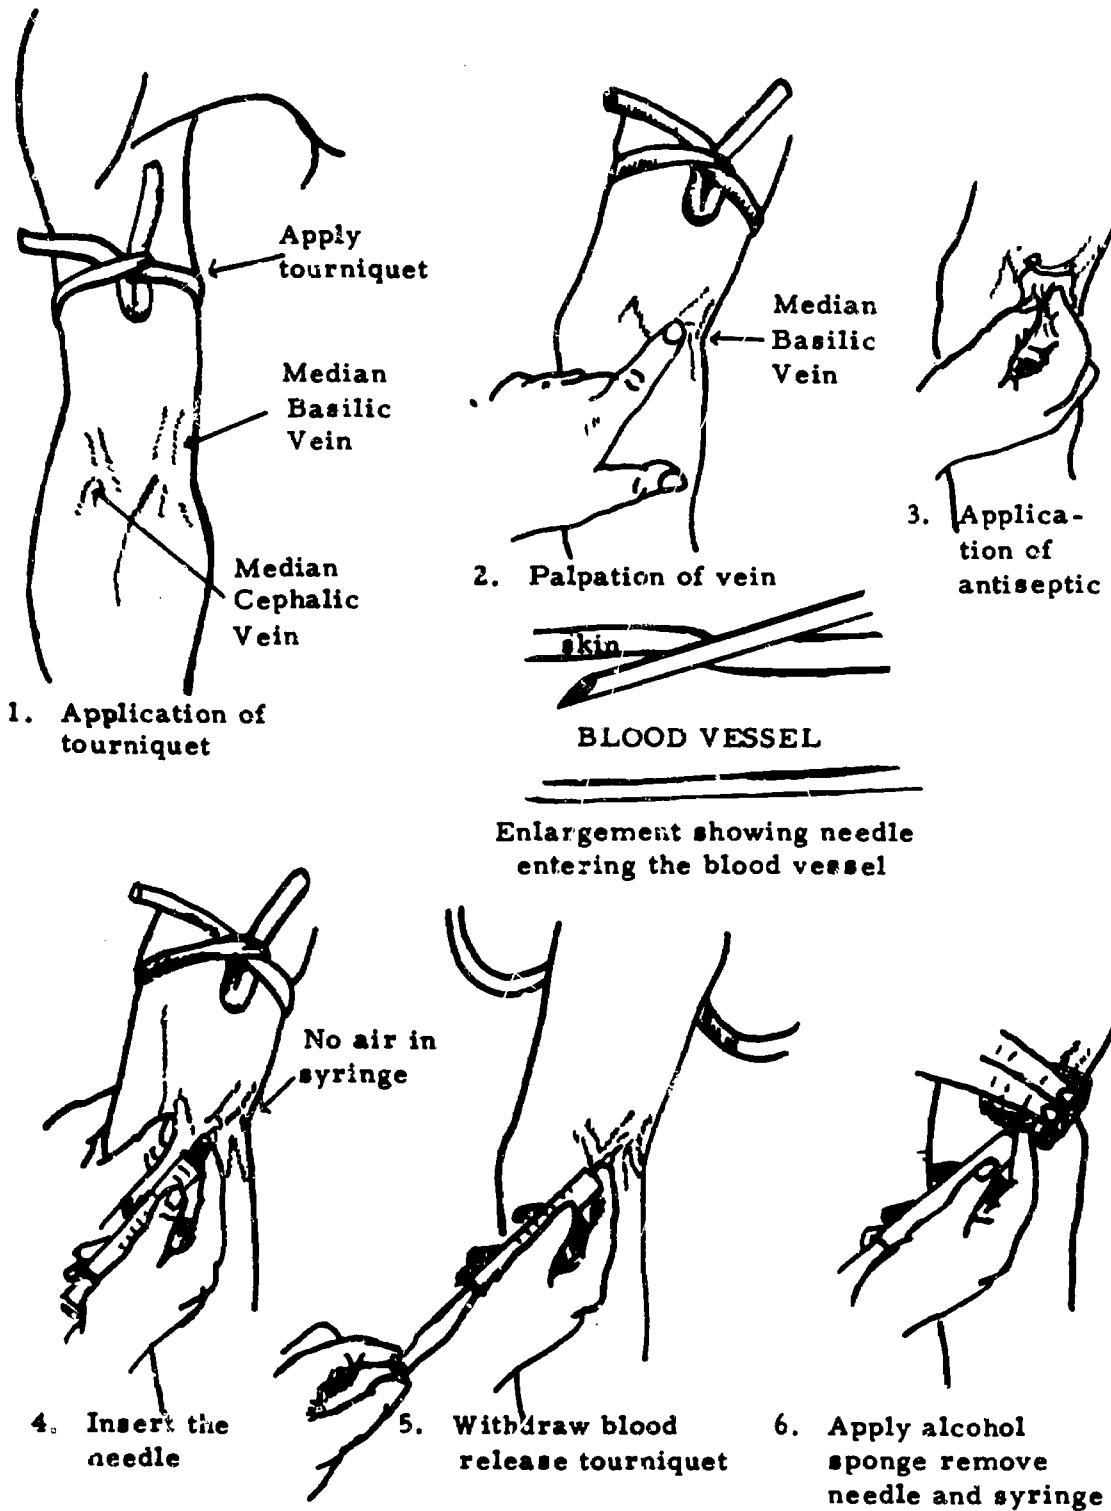 Apply
tourniquet
Median
Basilic
Vein
Median
Cephalic
Vein
1. Application of
tourniquet
Median
Basilic
Vein
2. Palpation of vein
3. Applica-
tion of
antiseptic
skin
BLOOD VESSEL
Enlargement showing needle
entering the blood vessel
No air in
syringe
4. Insert the
needle
5. Withdraw blood
release tourniquet
6. Apply alcohol
sponge remove
needle and syringe